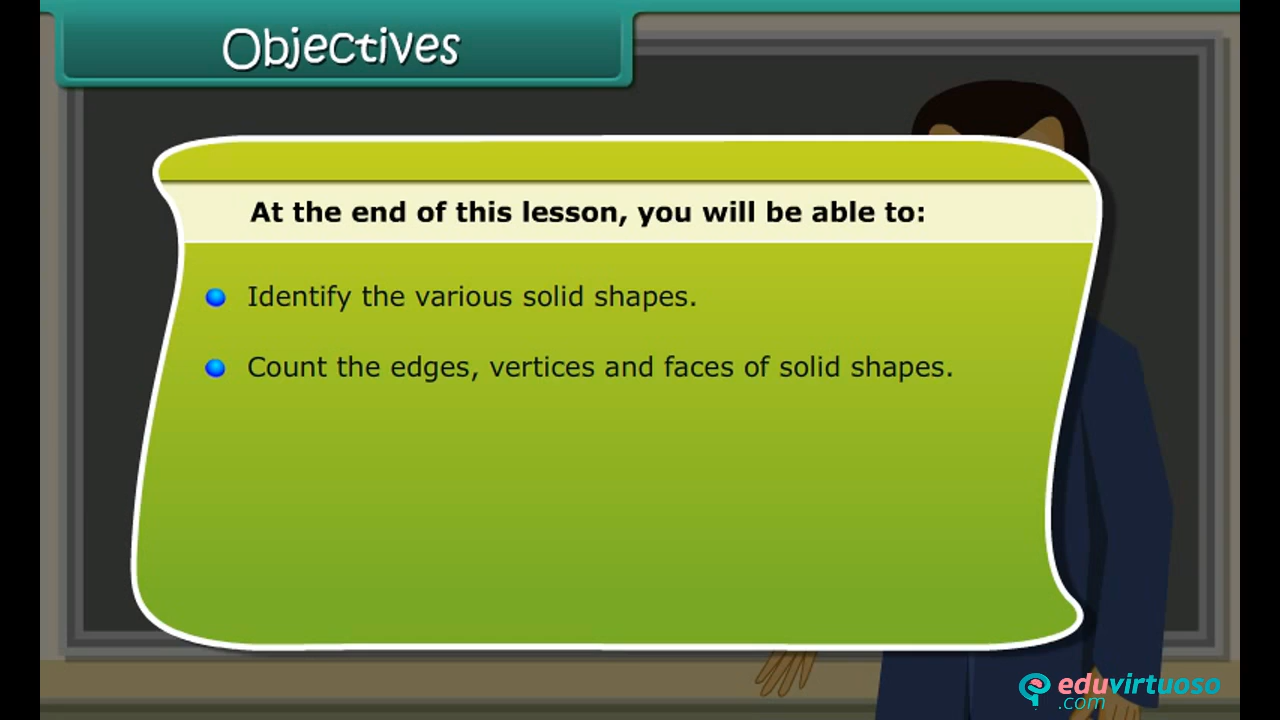 Objectives
At the end of this lesson, you will be able to:
Identify the various solid shapes.
Count the edges, vertices and faces of solid shapes.
eduvirtuoso
.com